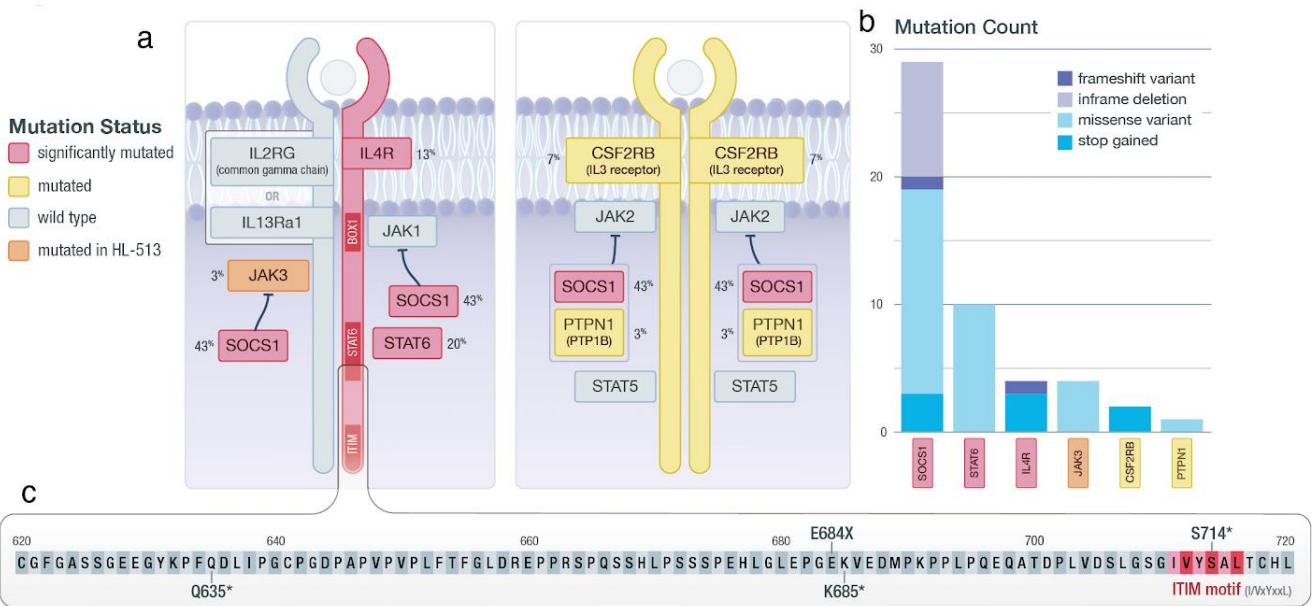 a
Mutation Status
significantly mutated
mutated
wild type
mutated in HL-513
IL2RG
(common gamma chain)
OR
IL13Ra1
IL4R
13%
BOX1
JAK1
3%
JAK3
SOCS1
43%
43%
SOCS1
STAT6
STAT6
20%
ITIM
7%
CSF2RB
(IL3 receptor)
CSF2RB
(IL3 receptor)
7%
JAK2
JAK2
SOCS1
43%
43%
SOCS1
PTPN1
(PTP1B)
3%
3%
PTPN1
(PTP1B)
STAT5
STAT5
b
Mutation Count
30
20
10
0
frameshift variant
inframe deletion
missense variant
stop gained
SOCS1
STAT6
IL4R
JAK3
CSF2RB
PTPN1
c
620
640
660
680
E684X
700
S714*
720
CGFGASSGEEGYKPFQDLIPGCPGDPAPVPVPLFTFGLDREPPRSPQSSHLPSSSPEHLGLEPGEKVEDMPKPPLPQEQATDPLVDSLGSGIVYSALTCHL
Q635*
K685*
ITIM motif (I/VxYxxL)